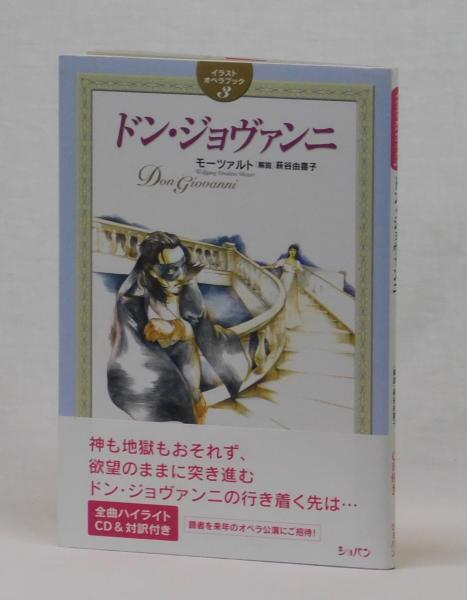 イラスト
オペラブック
3
ドン・ジョヴァンニ
モーツァルト [解説] 萩谷由喜子
Wolfgang Amadeus Mozart
Don Giovanni
神も地獄もおそれず、
欲望のままに突き進む
ドン・ジョヴァンニの行き着く先は…
全曲ハイライト
CD&対訳付き
読者を来年のオペラ公演にご招待!
ショパン
ショパン